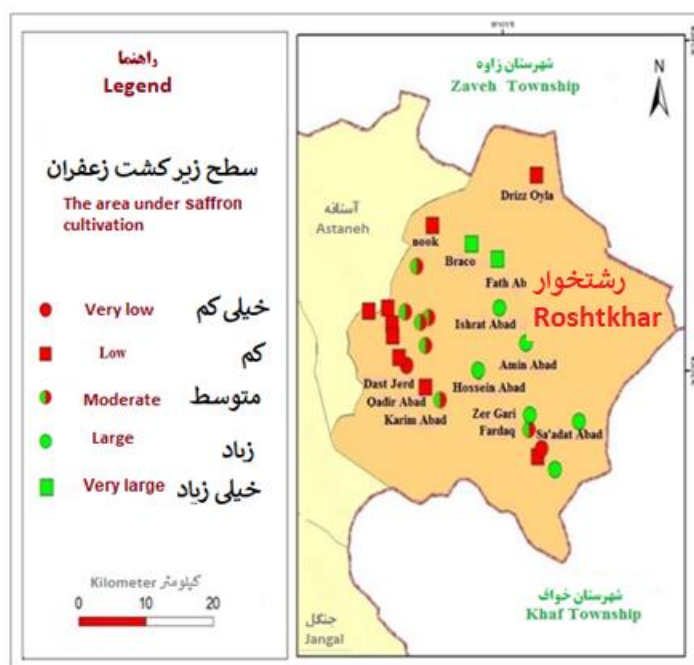 راهنما
Legend
سطح زیر کشت زعفران
The area under saffron
cultivation
Very low خیلی کم
Low کم
Moderate متوسط
Large زیاد
Very large خیلی زیاد
Kilometer کیلومتر
0 10 20
شهرستان زاوه
Zaveh Township
N
Drizz Oyla
آستانه
Astaneh
nook
Braco
Fath Ab
رشتخوار
Roshtkhar
Ishrat Abad
Amin Abad
Dast Jerd
Hossein Abad
Qadir Abad
Karim Abad
Zer Gari
Fardaq
Sa'adat Abad
شهرستان خواف
Khaf Township
جنگل
Jangal